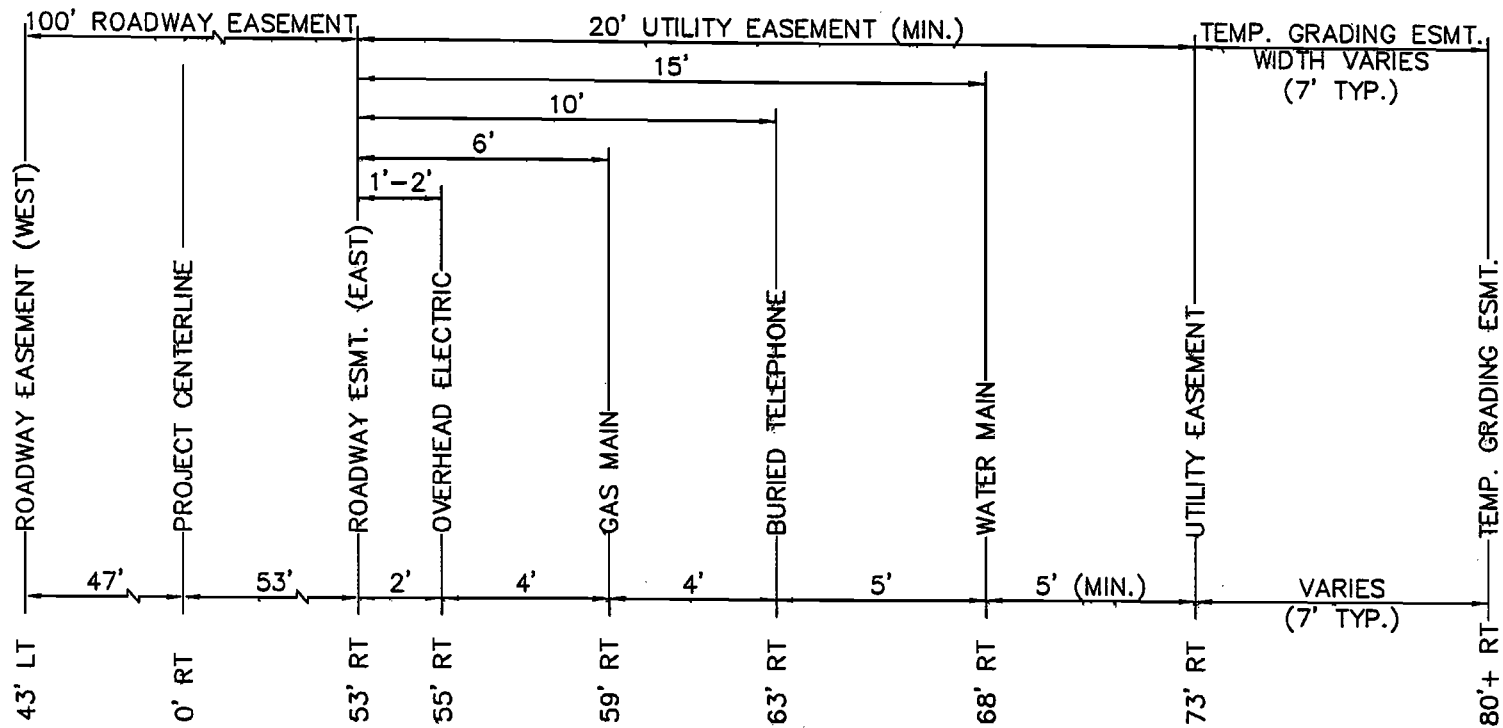 100' ROADWAY EASEMENT
20' UTILITY EASEMENT (MIN.)
TEMP. GRADING ESMT.
WIDTH VARIES
(7' TYP.)
15'
10'
6'
1'-2'
ROADWAY EASEMENT (WEST)
PROJECT CENTERLINE
ROADWAY ESMT. (EAST)
OVERHEAD ELECTRIC
GAS MAIN
BURIED TELEPHONE
WATER MAIN
UTILITY EASEMENT
TEMP. GRADING ESMT.
47'
53'
2'
4'
4'
5'
5' (MIN.)
VARIES
(7' TYP.)
43' LT
0' RT
53' RT
55' RT
59' RT
63' RT
68' RT
73' RT
80'+ RT